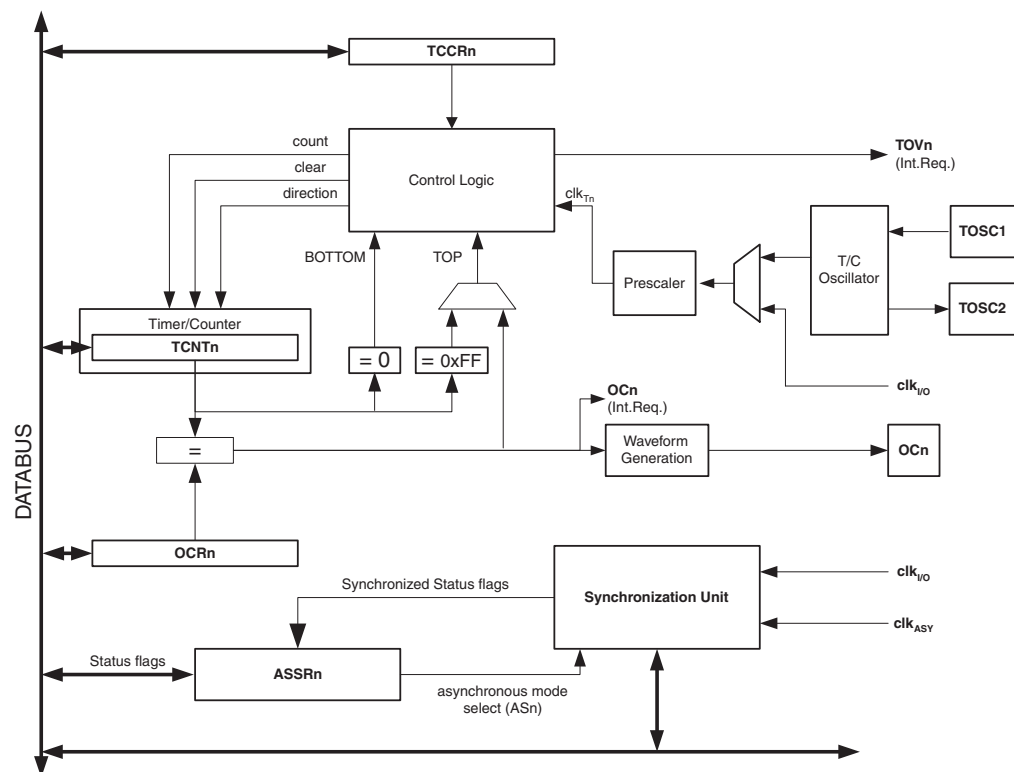 TCCRn
count
clear
direction
Control Logic
TOVn
(Int.Req.)
clkTn
BOTTOM
TOP
TOSC1
T/C
Oscillator
Prescaler
TOSC2
Timer/Counter
TCNTn
= 0
= 0xFF
clkI/O
OCn
(Int.Req.)
=
Waveform
Generation
OCn
DATABUS
OCRn
Synchronized Status flags
Synchronization Unit
clkI/O
clkASY
Status flags
ASSRn
asynchronous mode
select (ASn)